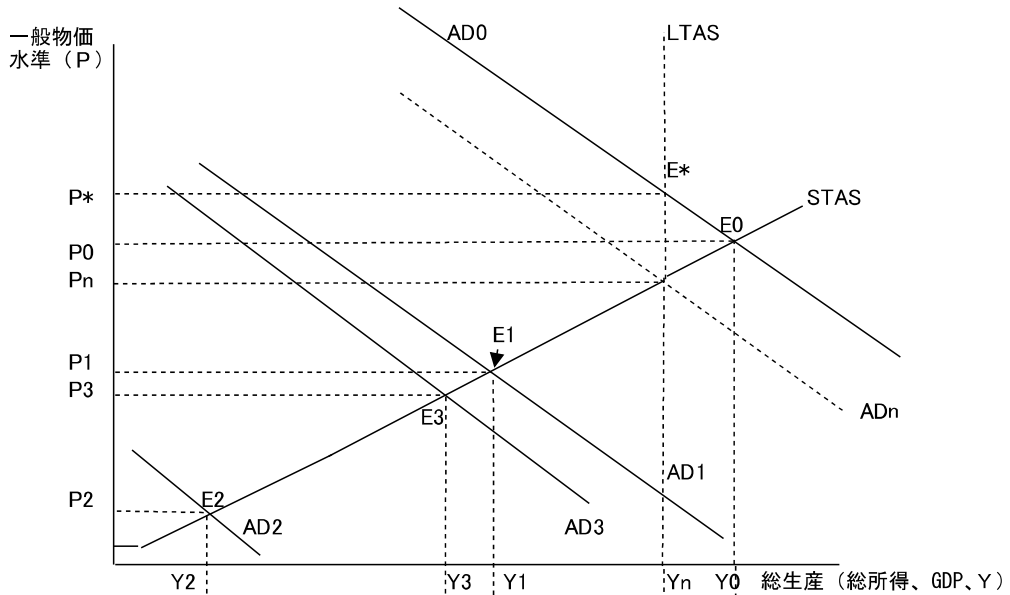 一般物価
水準（P）
AD0
LTAS
E*
P*
STAS
E0
P0
Pn
E1
P1
P3
E3
ADn
AD1
P2
E2
AD2
AD3
Y2
Y3
Y1
Yn
Y0
総生産（総所得、GDP、Y）